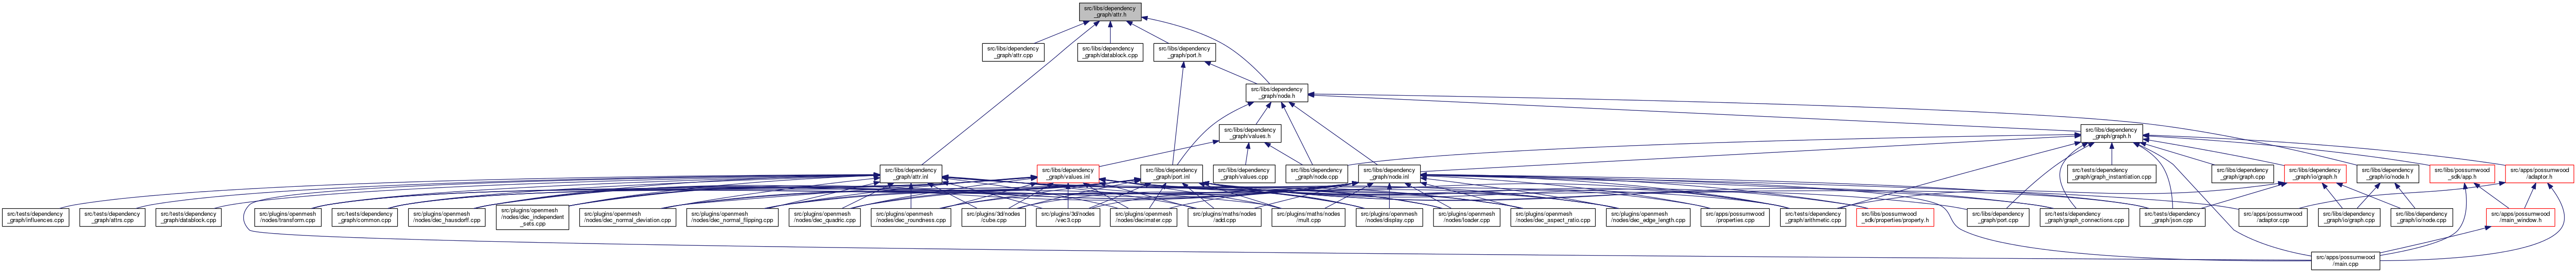 src/libs/dependency
_graph/attr.h
src/libs/dependency
_graph/attr.cpp
src/libs/dependency
_graph/datablock.cpp
src/libs/dependency
_graph/port.h
src/libs/dependency
_graph/node.h
src/libs/dependency
_graph/values.h
src/libs/dependency
_graph/graph.h
src/libs/dependency
_graph/attr.inl
src/libs/dependency
_graph/values.inl
src/libs/dependency
_graph/port.inl
src/libs/dependency
_graph/values.cpp
src/libs/dependency
_graph/node.cpp
src/libs/dependency
_graph/node.inl
src/tests/dependency
_graph/graph_instantiation.cpp
src/libs/dependency
_graph/graph.cpp
src/libs/dependency
_graph/io/graph.h
src/libs/dependency
_graph/io/node.h
src/libs/possumwood
_sdk/app.h
src/apps/possumwood
/adaptor.h
src/tests/dependency
_graph/influences.cpp
src/tests/dependency
_graph/attrs.cpp
src/tests/dependency
_graph/datablock.cpp
src/plugins/openmesh
/nodes/transform.cpp
src/tests/dependency
_graph/common.cpp
src/plugins/openmesh
/nodes/dec_hausdorff.cpp
src/plugins/openmesh
/nodes/dec_independent
_sets.cpp
src/plugins/openmesh
/nodes/dec_normal_deviation.cpp
src/plugins/openmesh
/nodes/dec_normal_flipping.cpp
src/plugins/openmesh
/nodes/dec_quadric.cpp
src/plugins/openmesh
/nodes/dec_roundness.cpp
src/plugins/3d/nodes
/cube.cpp
src/plugins/3d/nodes
/vec3.cpp
src/plugins/openmesh
/nodes/decimater.cpp
src/plugins/maths/nodes
/add.cpp
src/plugins/maths/nodes
/mult.cpp
src/plugins/openmesh
/nodes/display.cpp
src/plugins/openmesh
/nodes/loader.cpp
src/plugins/openmesh
/nodes/dec_aspect_ratio.cpp
src/plugins/openmesh
/nodes/dec_edge_length.cpp
src/apps/possumwood
/properties.cpp
src/tests/dependency
_graph/arithmetic.cpp
src/libs/possumwood
_sdk/properties/property.h
src/libs/dependency
_graph/port.cpp
src/tests/dependency
_graph/graph_connections.cpp
src/tests/dependency
_graph/json.cpp
src/apps/possumwood
/adaptor.cpp
src/libs/dependency
_graph/io/graph.cpp
src/libs/dependency
_graph/io/node.cpp
src/apps/possumwood
/main_window.h
src/apps/possumwood
/main.cpp